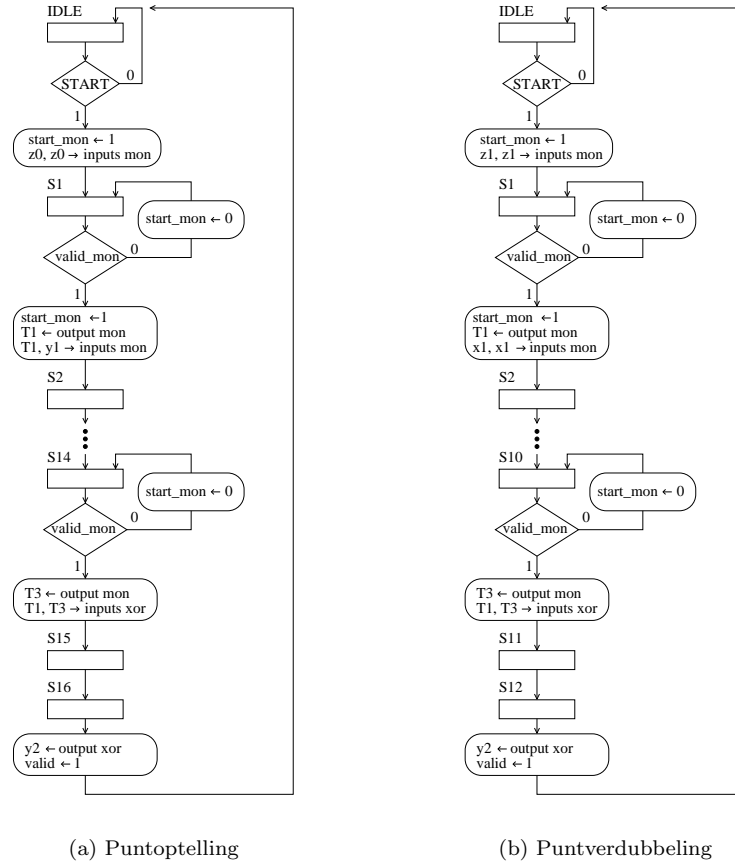 IDLE
START
0
1
start_mon ← 1
z0, z0 → inputs mon
S1
start_mon ← 0
valid_mon
0
1
start_mon ←1
T1 ← output mon
T1, y1 → inputs mon
S2
S14
start_mon ← 0
valid_mon
0
1
T3 ← output mon
T1, T3 → inputs xor
S15
S16
y2 ← output xor
valid ← 1
(a) Puntoptelling
IDLE
START
0
1
start_mon ← 1
z1, z1 → inputs mon
S1
start_mon ← 0
valid_mon
0
1
start_mon ←1
T1 ← output mon
x1, x1 → inputs mon
S2
S10
start_mon ← 0
valid_mon
0
1
T3 ← output mon
T1, T3 → inputs xor
S11
S12
y2 ← output xor
valid ← 1
(b) Puntverdubbeling